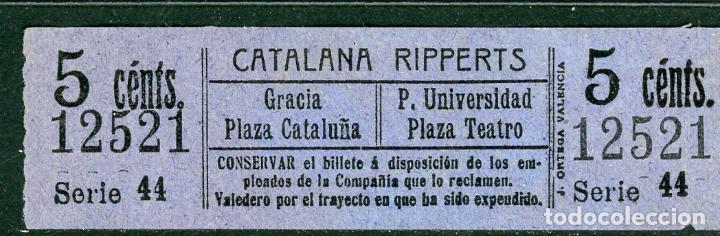 5 cénts.
12521
Serie 44
CATALANA RIPPERTS
Gracia
Plaza Cataluña
P. Universidad
Plaza Teatro
CONSERVAR el billete á disposición de los em-
pleados de la Compañía que lo reclamen.
Valedero por el trayecto en que ha sido expendido.
J. ORTEGA VALENCIA
5 cénts.
12521
Serie 44
todocoleccion